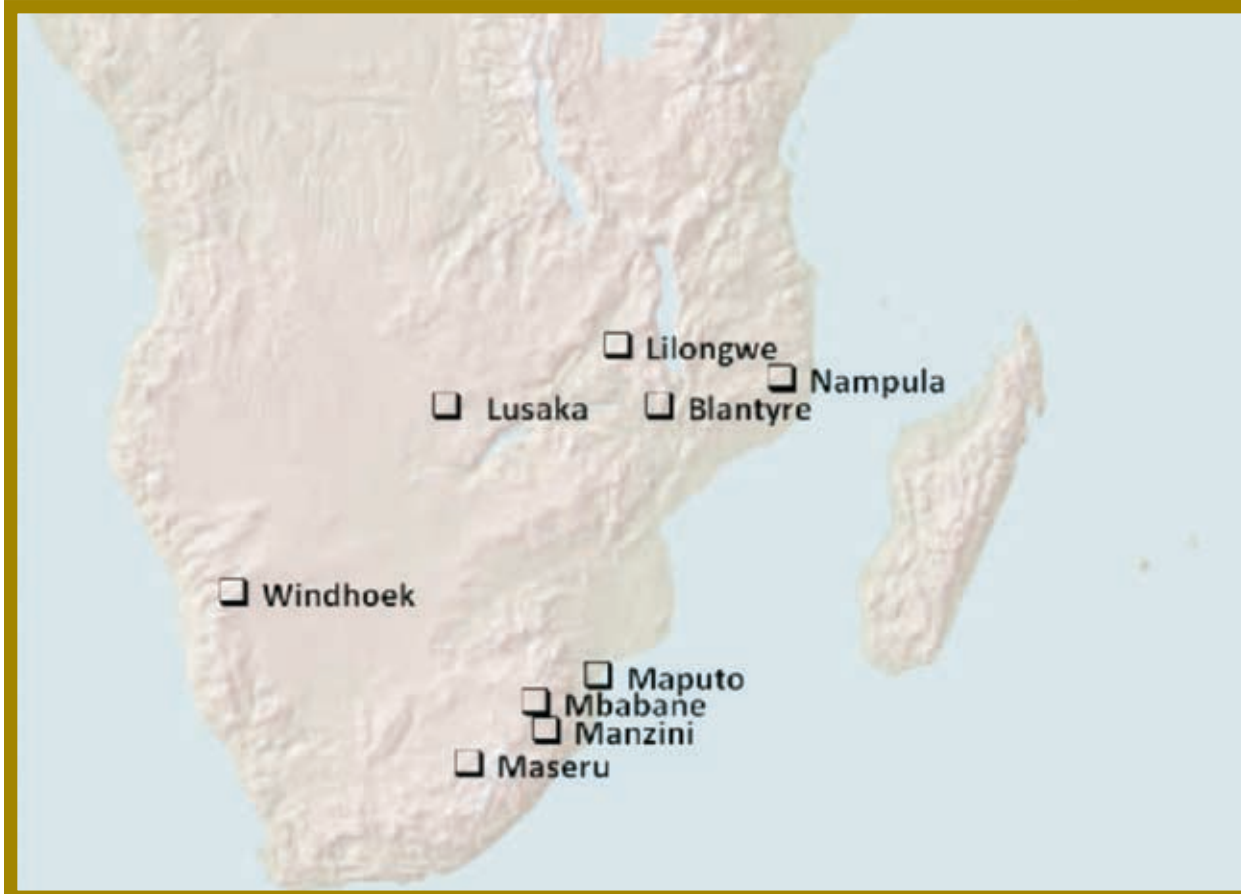 Lilongwe
Nampula
Lusaka
Blantyre
Windhoek
Maputo
Mbabane
Manzini
Maseru